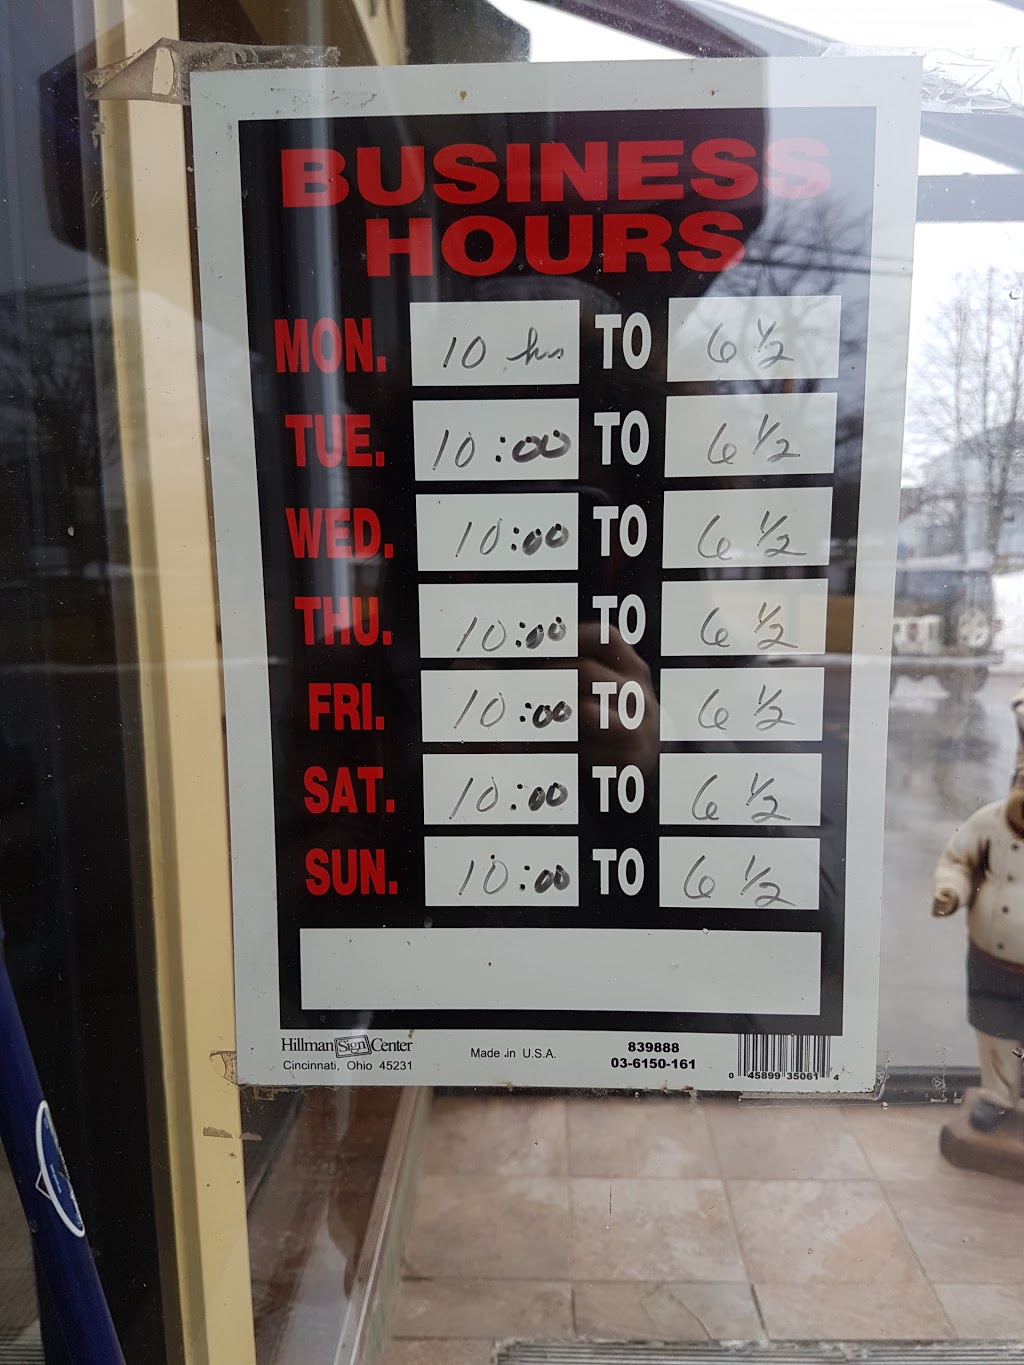 BUSINESS
HOURS
MON. 10 hrs TO 6 1/2
TUE. 10:00 TO 6 1/2
WED. 10:00 TO 6 1/2
THU. 10:00 TO 6 1/2
FRI. 10:00 TO 6 1/2
SAT. 10:00 TO 6 1/2
SUN. 10:00 TO 6 1/2
Hillman Sign Center
Cincinnati, Ohio 45231
Made in U.S.A.
839888
03-6150-161
0 45899 35061 4